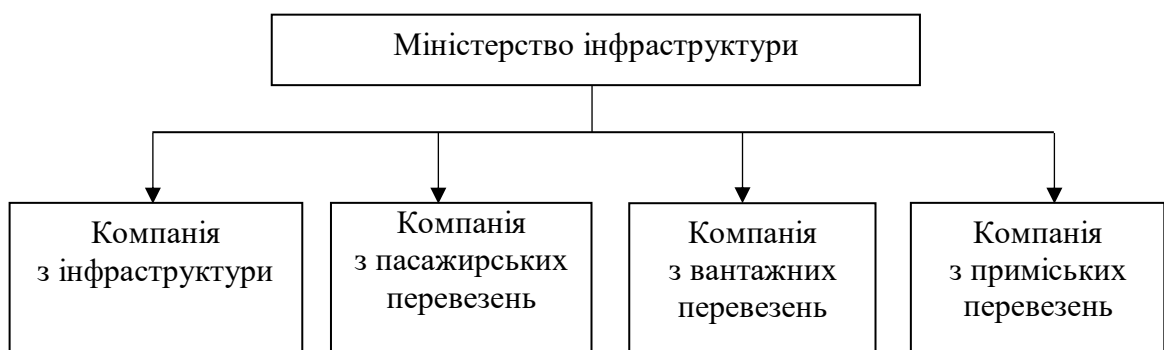 Міністерство інфраструктури
Компанія
з інфраструктури
Компанія
з пасажирських
перевезень
Компанія
з вантажних
перевезень
Компанія
з приміських
перевезень